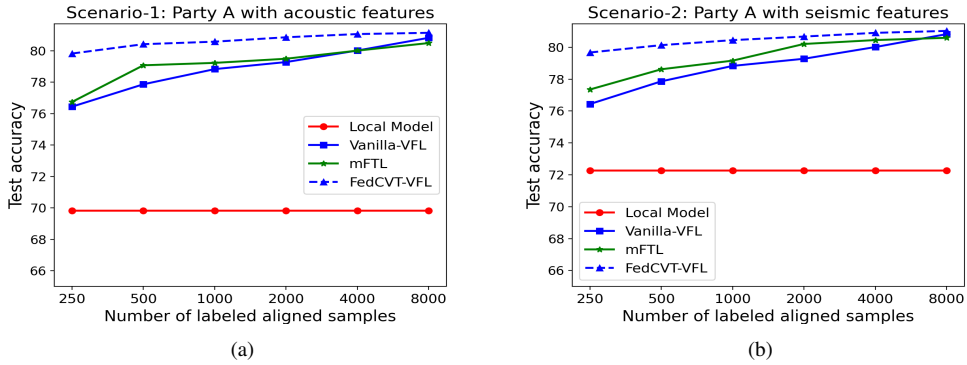 Scenario-1: Party A with acoustic features
Test accuracy
80
78
76
74
72
70
68
66
Local Model
Vanilla-VFL
mFTL
FedCVT-VFL
250 500 1000 2000 4000 8000
Number of labeled aligned samples
(a)
Scenario-2: Party A with seismic features
Test accuracy
80
78
76
74
72
70
68
66
Local Model
Vanilla-VFL
mFTL
FedCVT-VFL
250 500 1000 2000 4000 8000
Number of labeled aligned samples
(b)